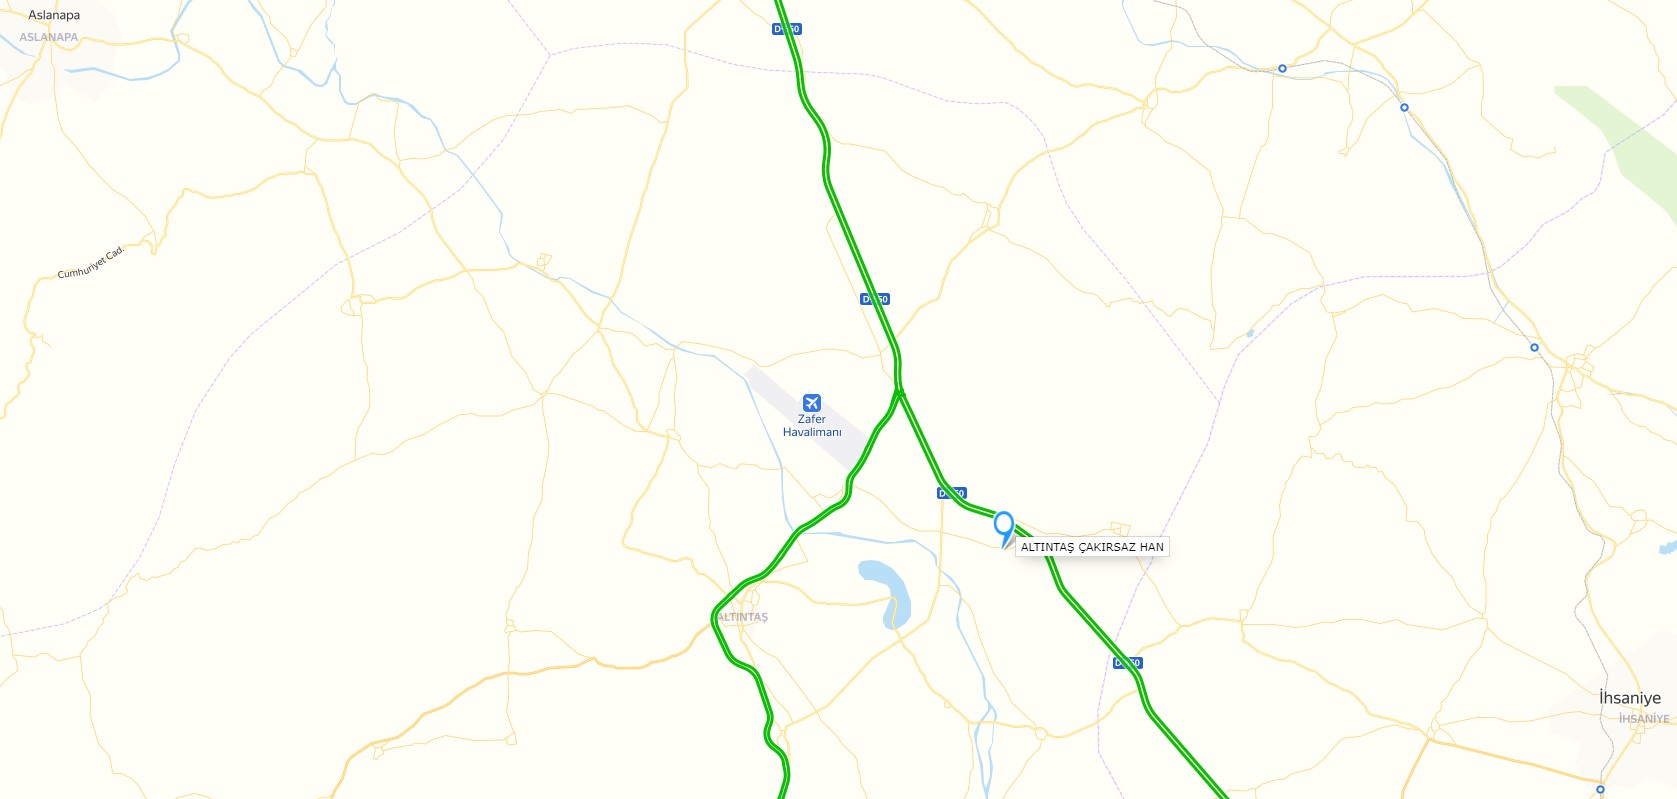 Aslanapa
ASLANAPA
Cumhuriyet Cad.
Zafer
Havalimanı
ALTINTAŞ ÇAKIRSAZ HAN
ALTINTAŞ
İhsaniye
İHSANİYE